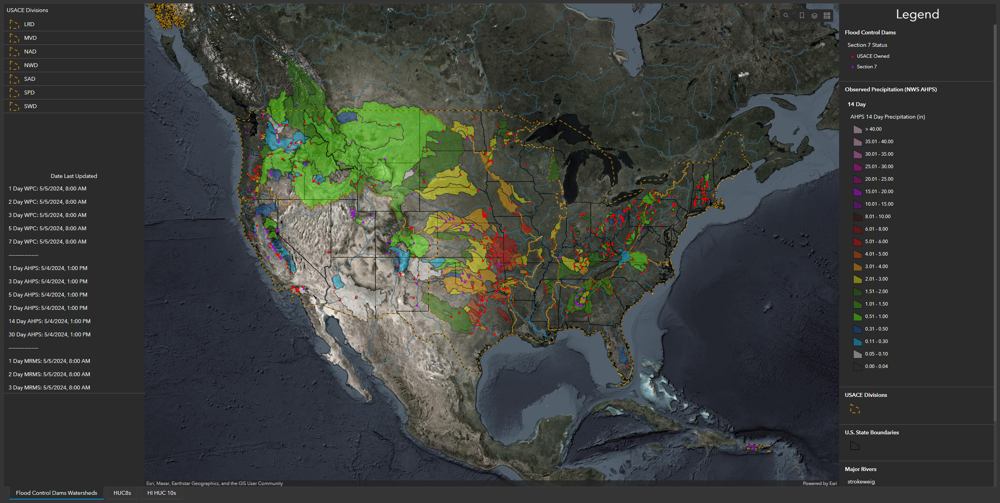 USACE Divisions
LRD
MVD
NAD
NWD
SAD
SPD
SWD
Date Last Updated
1 Day WPC: 5/5/2024, 8:00 AM
2 Day WPC: 5/5/2024, 8:00 AM
3 Day WPC: 5/5/2024, 8:00 AM
5 Day WPC: 5/5/2024, 8:00 AM
7 Day WPC: 5/5/2024, 8:00 AM
-----------------
1 Day AHPS: 5/4/2024, 1:00 PM
3 Day AHPS: 5/4/2024, 1:00 PM
5 Day AHPS: 5/4/2024, 1:00 PM
7 Day AHPS: 5/4/2024, 1:00 PM
14 Day AHPS: 5/4/2024, 1:00 PM
30 Day AHPS: 5/4/2024, 1:00 PM
-----------------
1 Day MRMS: 5/5/2024, 8:00 AM
2 Day MRMS: 5/5/2024, 8:00 AM
3 Day MRMS: 5/5/2024, 8:00 AM
Esri, Maxar, Earthstar Geographics, and the GIS User Community
Powered by Esri
Legend
Flood Control Dams
Section 7 Status
USACE Owned
Section 7
Observed Precipitation (NWS AHPS)
14 Day
AHPS 14 Day Precipitation (in)
> 40.00
35.01 - 40.00
30.01 - 35.00
25.01 - 30.00
20.01 - 25.00
15.01 - 20.00
10.01 - 15.00
8.01 - 10.00
6.01 - 8.00
5.01 - 6.00
4.01 - 5.00
3.01 - 4.00
2.01 - 3.00
1.51 - 2.00
1.01 - 1.50
0.51 - 1.00
0.31 - 0.50
0.11 - 0.30
0.05 - 0.10
0.00 - 0.04
USACE Divisions
U.S. State Boundaries
Major Rivers
strokeweig
Flood Control Dams Watersheds
HUC8s
HI HUC 10s